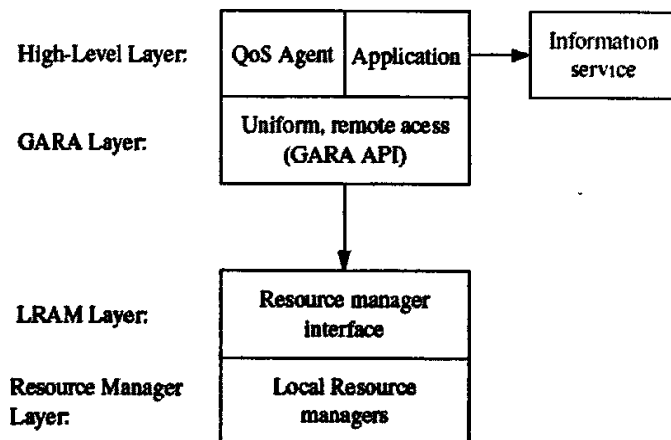 High-Level Layer:
QoS Agent
Application
Information
service
GARA Layer:
Uniform, remote acess
(GARA API)
LRAM Layer:
Resource manager
interface
Resource Manager
Layer:
Local Resource
managers